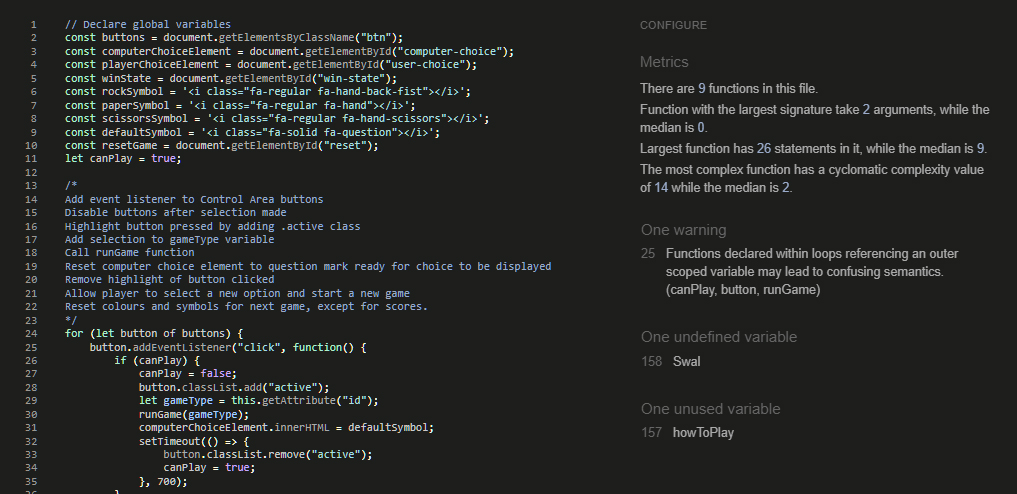 1 // Declare global variables
2 const buttons = document.getElementsByClassName("btn");
3 const computerChoiceElement = document.getElementById("computer-choice");
4 const playerChoiceElement = document.getElementById("user-choice");
5 const winState = document.getElementById("win-state");
6 const rockSymbol = '<i class="fa-regular fa-hand-back-fist"></i>';
7 const paperSymbol = '<i class="fa-regular fa-hand"></i>';
8 const scissorsSymbol = '<i class="fa-regular fa-hand-scissors"></i>';
9 const defaultSymbol = '<i class="fa-solid fa-question"></i>';
10 const resetGame = document.getElementById("reset");
11 let canPlay = true;
12
13 /*
14 Add event listener to Control Area buttons
15 Disable buttons after selection made
16 Highlight button pressed by adding .active class
17 Add selection to gameType variable
18 Call runGame function
19 Reset computer choice element to question mark ready for choice to be displayed
20 Remove highlight of button clicked
21 Allow player to select a new option and start a new game
22 Reset colours and symbols for next game, except for scores.
23 */
24 for (let button of buttons) {
25 button.addEventListener("click", function() {
26 if (canPlay) {
27 canPlay = false;
28 button.classList.add("active");
29 let gameType = this.getAttribute("id");
30 runGame(gameType);
31 computerChoiceElement.innerHTML = defaultSymbol;
32 setTimeout(() => {
33 button.classList.remove("active");
34 canPlay = true;
35 }, 700);
CONFIGURE
Metrics
There are 9 functions in this file.
Function with the largest signature take 2 arguments, while the
median is 0.
Largest function has 26 statements in it, while the median is 9.
The most complex function has a cyclomatic complexity value
of 14 while the median is 2.
One warning
25 Functions declared within loops referencing an outer
scoped variable may lead to confusing semantics.
(canPlay, button, runGame)
One undefined variable
158 Swal
One unused variable
157 howToPlay